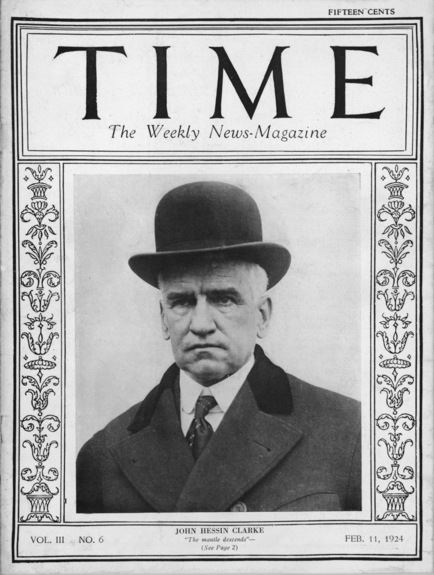 FIFTEEN CENTS
TIME
The Weekly News-Magazine
JOHN HESSIN CLARKE
"The mantle descends"—
(See Page 2)
VOL. III NO. 6
FEB. 11, 1924